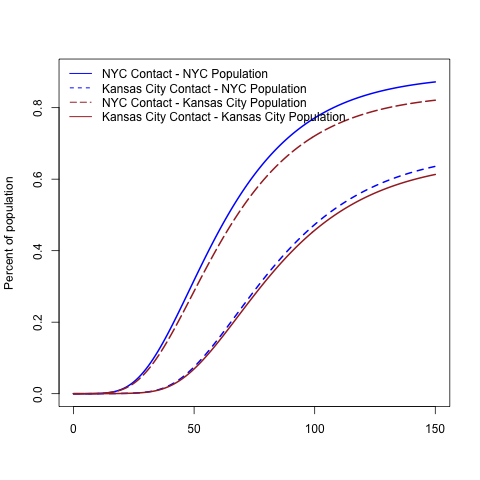 NYC Contact - NYC Population
Kansas City Contact - NYC Population
NYC Contact - Kansas City Population
Kansas City Contact - Kansas City Population
Percent of population
0.8
0.6
0.4
0.2
0.0
0 50 100 150